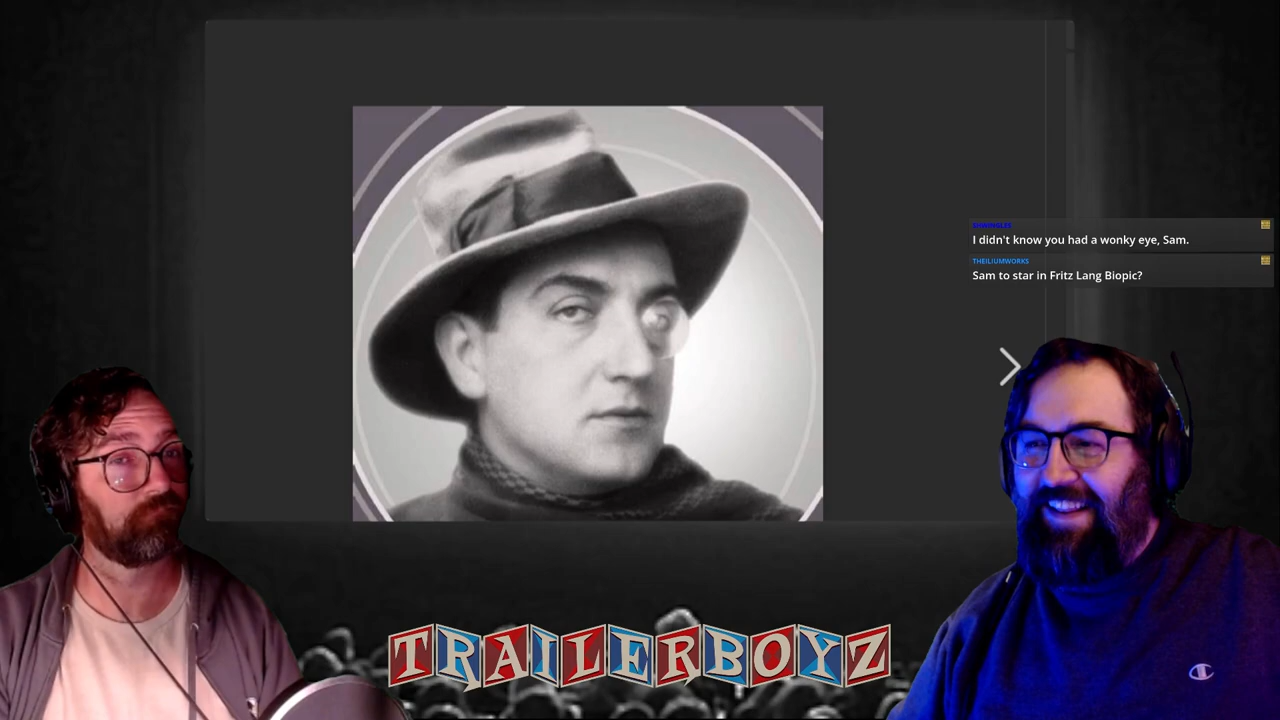 I didn't know you had a wonky eye, Sam.
THEILIUMWORKS
Sam to star in Fritz Lang Biopic?
TRAILERBOYZ